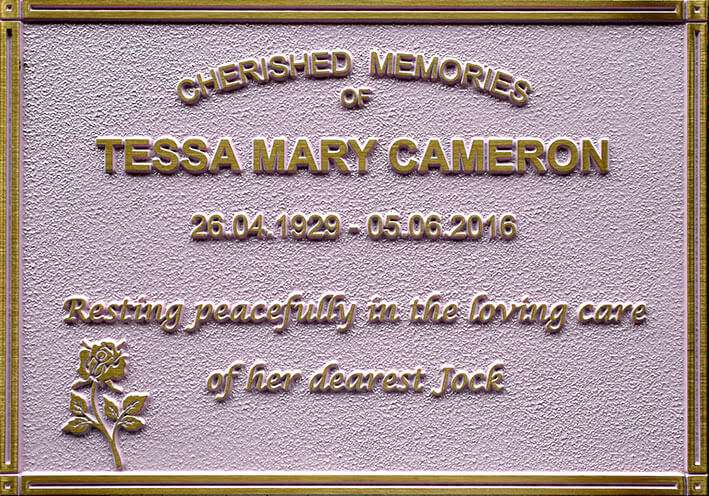 CHERISHED MEMORIES
OF
TESSA MARY CAMERON
26.04.1929 - 05.06.2016
Resting peacefully in the loving care
of her dearest Jock